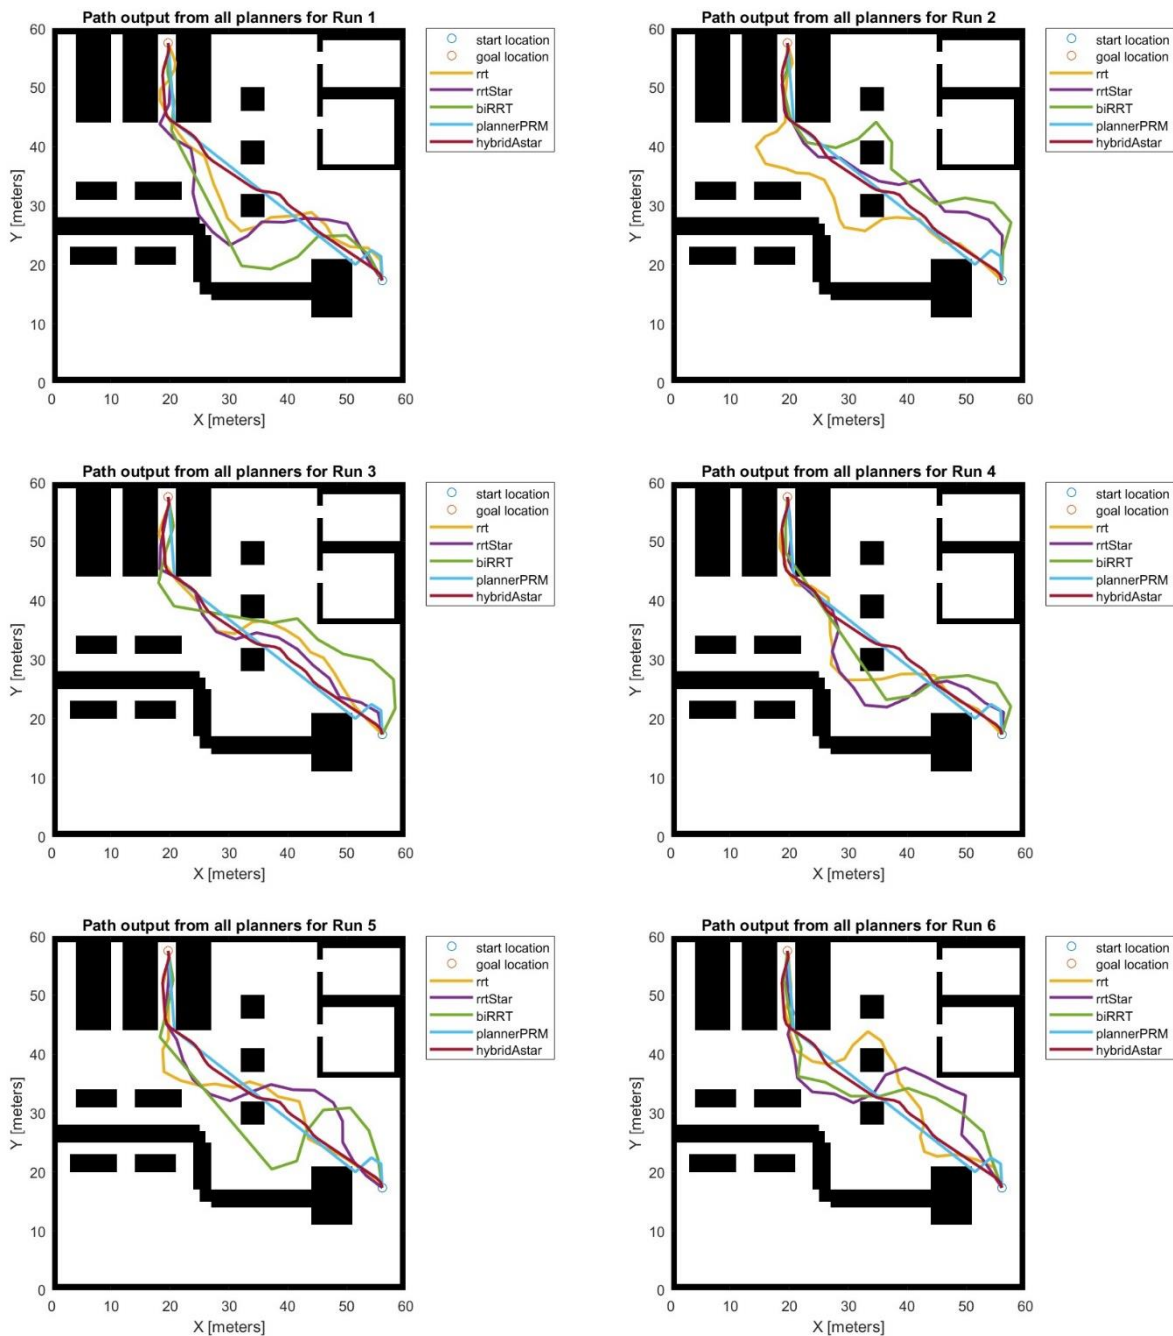 Path output from all planners for Run 1
60
50
40
30
20
10
0
Y [meters]
0 10 20 30 40 50 60
X [meters]
start location
goal location
rrt
rrtStar
biRRT
plannerPRM
hybridAstar
Path output from all planners for Run 2
60
50
40
30
20
10
0
Y [meters]
0 10 20 30 40 50 60
X [meters]
start location
goal location
rrt
rrtStar
biRRT
plannerPRM
hybridAstar
Path output from all planners for Run 3
60
50
40
30
20
10
0
Y [meters]
0 10 20 30 40 50 60
X [meters]
start location
goal location
rrt
rrtStar
biRRT
plannerPRM
hybridAstar
Path output from all planners for Run 4
60
50
40
30
20
10
0
Y [meters]
0 10 20 30 40 50 60
X [meters]
start location
goal location
rrt
rrtStar
biRRT
plannerPRM
hybridAstar
Path output from all planners for Run 5
60
50
40
30
20
10
0
Y [meters]
0 10 20 30 40 50 60
X [meters]
start location
goal location
rrt
rrtStar
biRRT
plannerPRM
hybridAstar
Path output from all planners for Run 6
60
50
40
30
20
10
0
Y [meters]
0 10 20 30 40 50 60
X [meters]
start location
goal location
rrt
rrtStar
biRRT
plannerPRM
hybridAstar